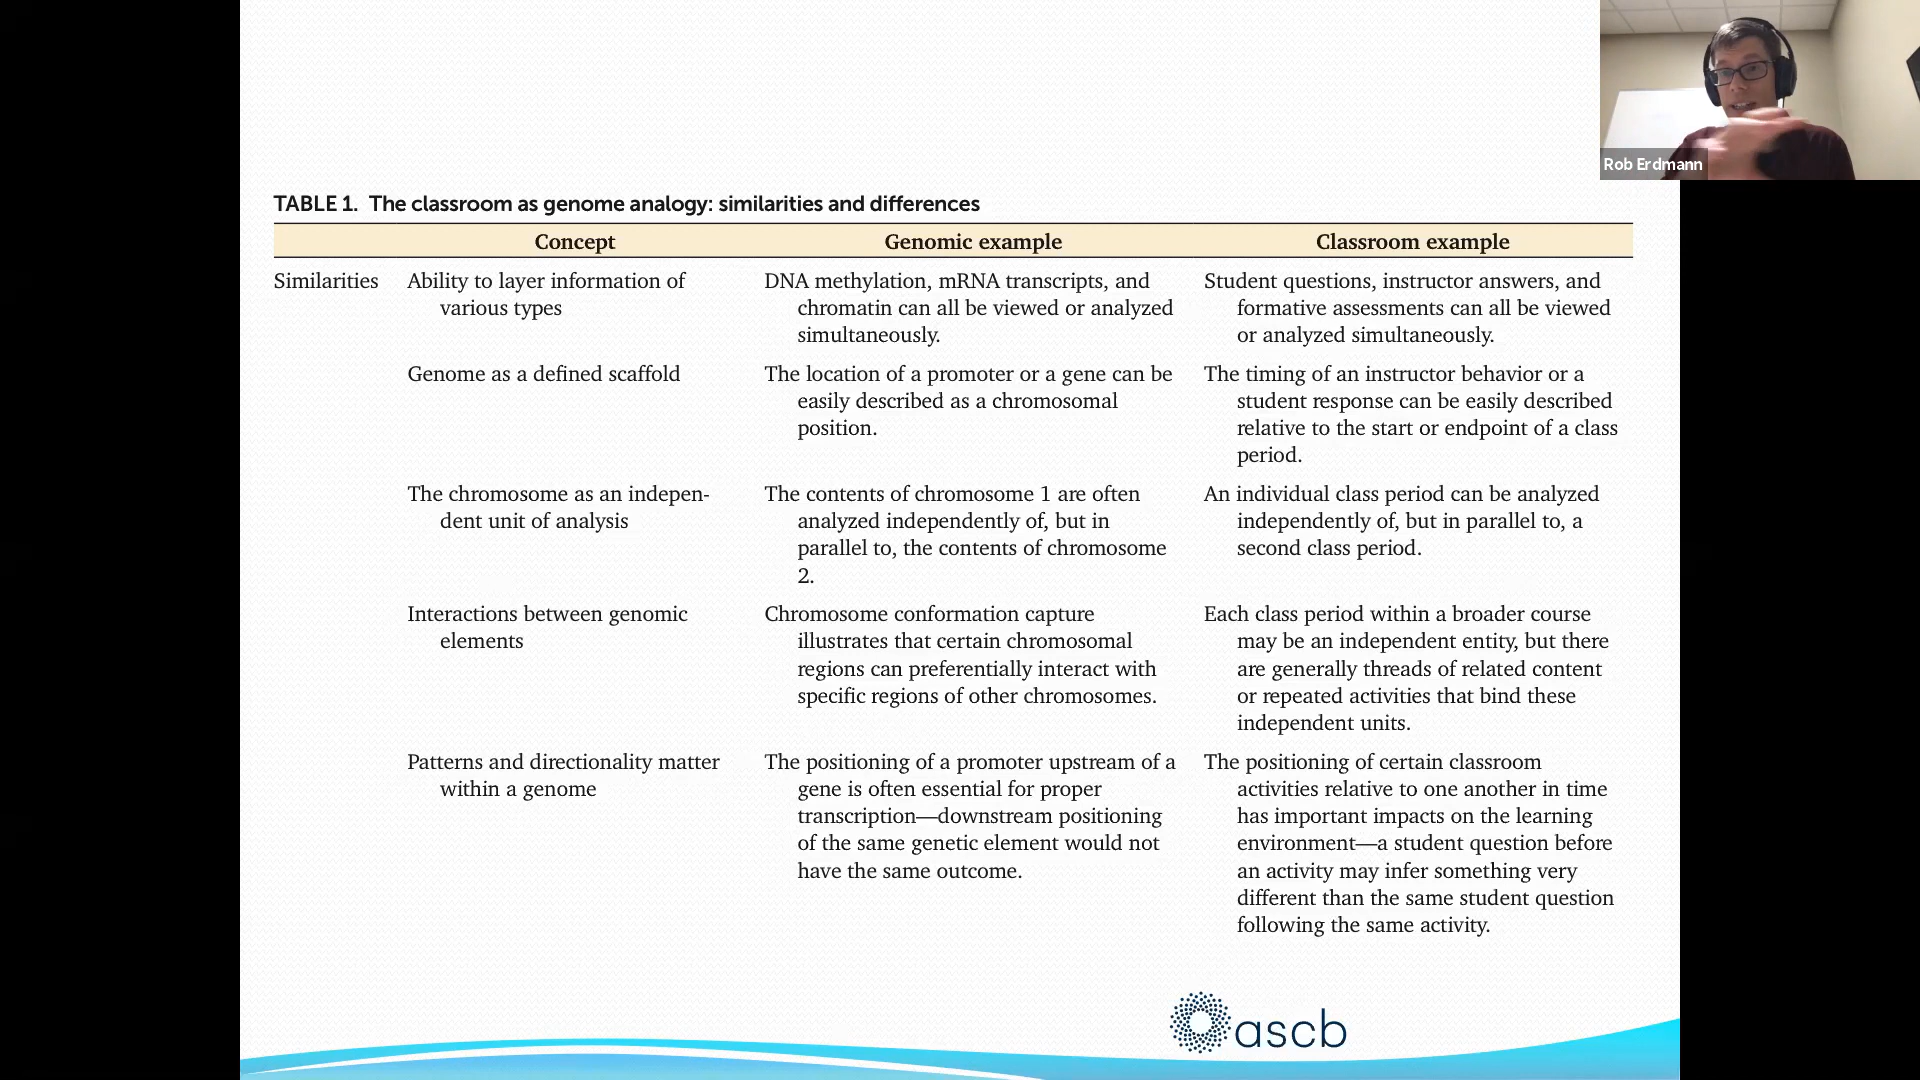 Rob Erdmann
TABLE 1. The classroom as genome analogy: similarities and differences
Concept Genomic example Classroom example
Similarities
Ability to layer information of
various types
DNA methylation, mRNA transcripts, and
chromatin can all be viewed or analyzed
simultaneously.
Student questions, instructor answers, and
formative assessments can all be viewed
or analyzed simultaneously.
Genome as a defined scaffold
The location of a promoter or a gene can be
easily described as a chromosomal
position.
The timing of an instructor behavior or a
student response can be easily described
relative to the start or endpoint of a class
period.
The chromosome as an indepen-
dent unit of analysis
The contents of chromosome 1 are often
analyzed independently of, but in
parallel to, the contents of chromosome
2.
An individual class period can be analyzed
independently of, but in parallel to, a
second class period.
Interactions between genomic
elements
Chromosome conformation capture
illustrates that certain chromosomal
regions can preferentially interact with
specific regions of other chromosomes.
Each class period within a broader course
may be an independent entity, but there
are generally threads of related content
or repeated activities that bind these
independent units.
Patterns and directionality matter
within a genome
The positioning of a promoter upstream of a
gene is often essential for proper
transcription—downstream positioning
of the same genetic element would not
have the same outcome.
The positioning of certain classroom
activities relative to one another in time
has important impacts on the learning
environment—a student question before
an activity may infer something very
different than the same student question
following the same activity.
ascb